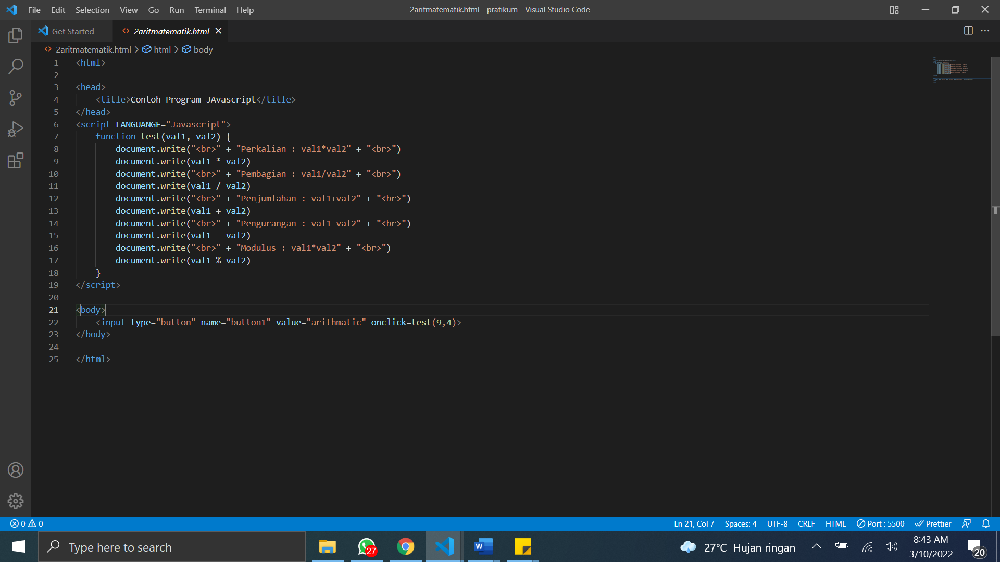 File Edit Selection View Go Run Terminal Help
2aritmatematik.html - pratikum - Visual Studio Code
Get Started
2aritmatematik.html
2aritmatematik.html > html > body
1 <html>
2
3 <head>
4 <title>Contoh Program JAvascript</title>
5 </head>
6 <script LANGUANGE="Javascript">
7 function test(val1, val2) {
8 document.write("<br>" + "Perkalian : val1*val2" + "<br>")
9 document.write(val1 * val2)
10 document.write("<br>" + "Pembagian : val1/val2" + "<br>")
11 document.write(val1 / val2)
12 document.write("<br>" + "Penjumlahan : val1+val2" + "<br>")
13 document.write(val1 + val2)
14 document.write("<br>" + "Pengurangan : val1-val2" + "<br>")
15 document.write(val1 - val2)
16 document.write("<br>" + "Modulus : val1*val2" + "<br>")
17 document.write(val1 % val2)
18 }
19 </script>
20
21 <body>
22 <input type="button" name="button1" value="arithmatic" onclick=test(9,4)>
23 </body>
24
25 </html>
0 0
Ln 21, Col 7 Spaces: 4 UTF-8 CRLF HTML Port : 5500 Prettier
Type here to search
27
W
27°C Hujan ringan
8:43 AM
3/10/2022
20